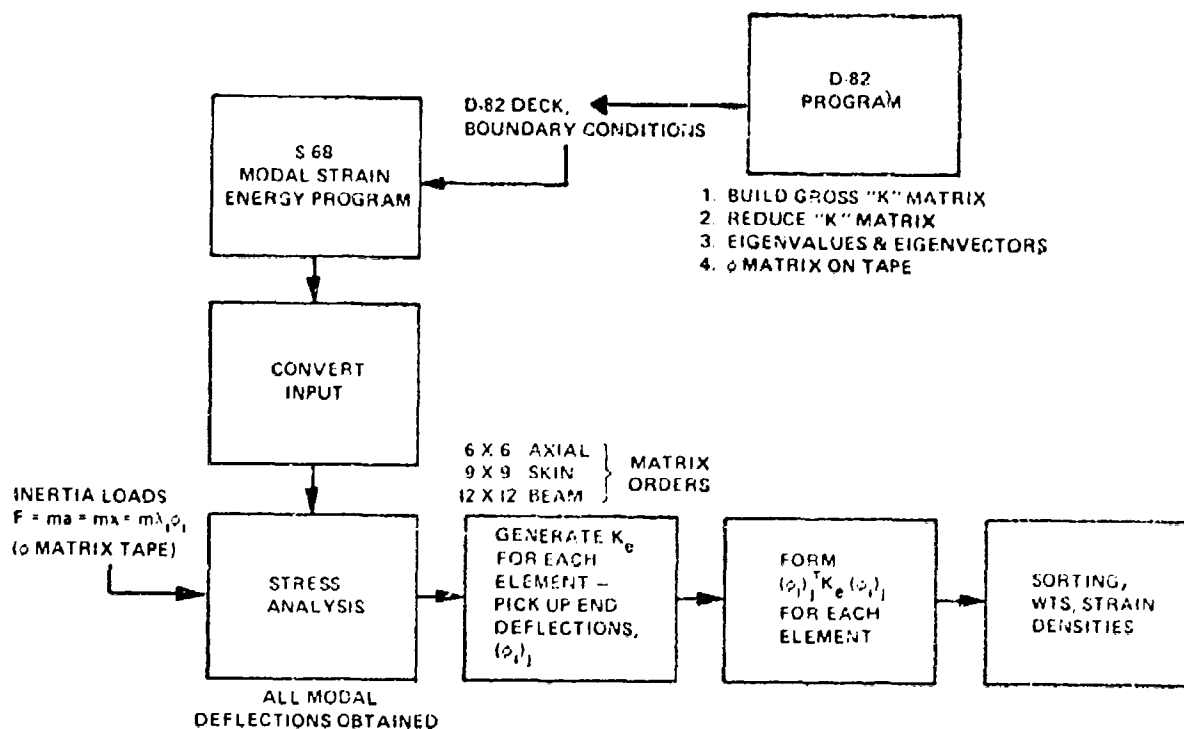 D-82
PROGRAM
D-82 DECK,
BOUNDARY CONDITIONS
S 68
MODAL STRAIN
ENERGY PROGRAM
1. BUILD GROSS "K" MATRIX
2. REDUCE "K" MATRIX
3. EIGENVALUES & EIGENVECTORS
4. φ MATRIX ON TAPE
CONVERT
INPUT
6 X 6 AXIAL
9 X 9 SKIN
12 X 12 BEAM
MATRIX
ORDERS
INERTIA LOADS
F = ma = mẍ = mλᵢφᵢ
(φ MATRIX TAPE)
STRESS
ANALYSIS
ALL MODAL
DEFLECTIONS OBTAINED
GENERATE Kₑ
FOR EACH
ELEMENT –
PICK UP END
DEFLECTIONS,
(φᵢ)ⱼ
FORM
(φᵢ)ⱼᵀKₑ(φᵢ)ⱼ
FOR EACH
ELEMENT
SORTING,
WTS, STRAIN
DENSITIES